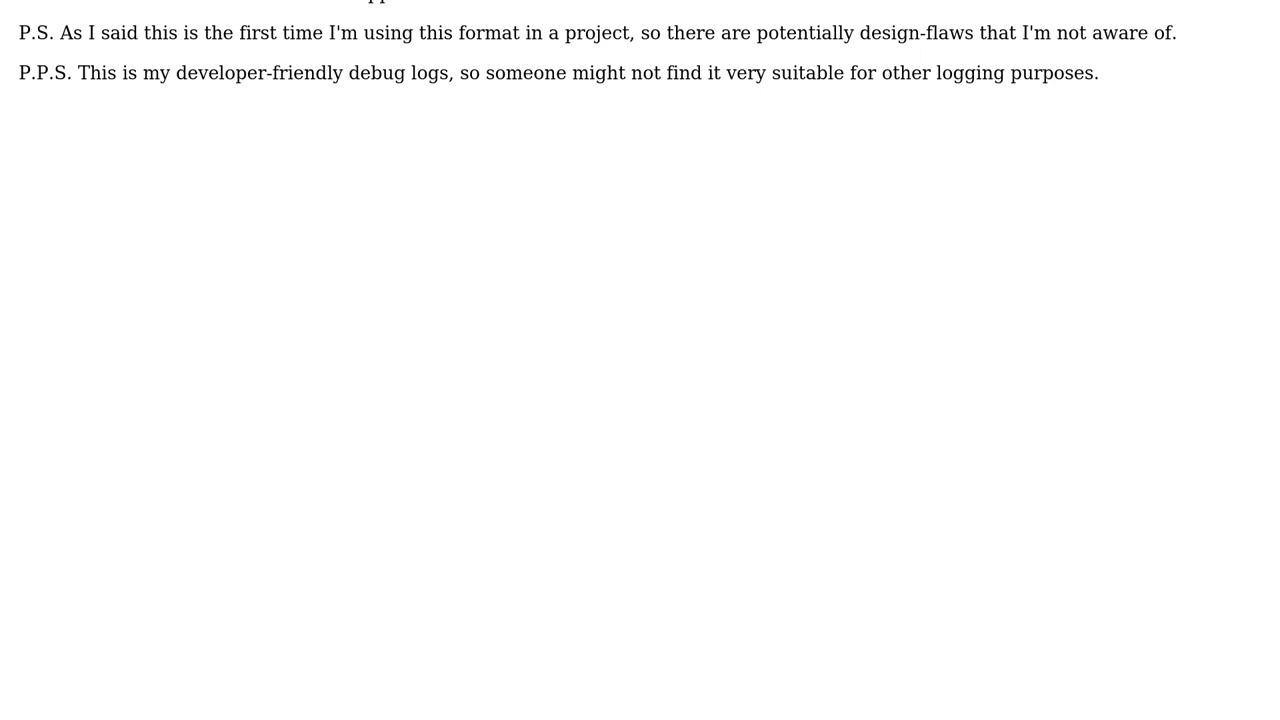 P.S. As I said this is the first time I'm using this format in a project, so there are potentially design-flaws that I'm not aware of.
P.P.S. This is my developer-friendly debug logs, so someone might not find it very suitable for other logging purposes.